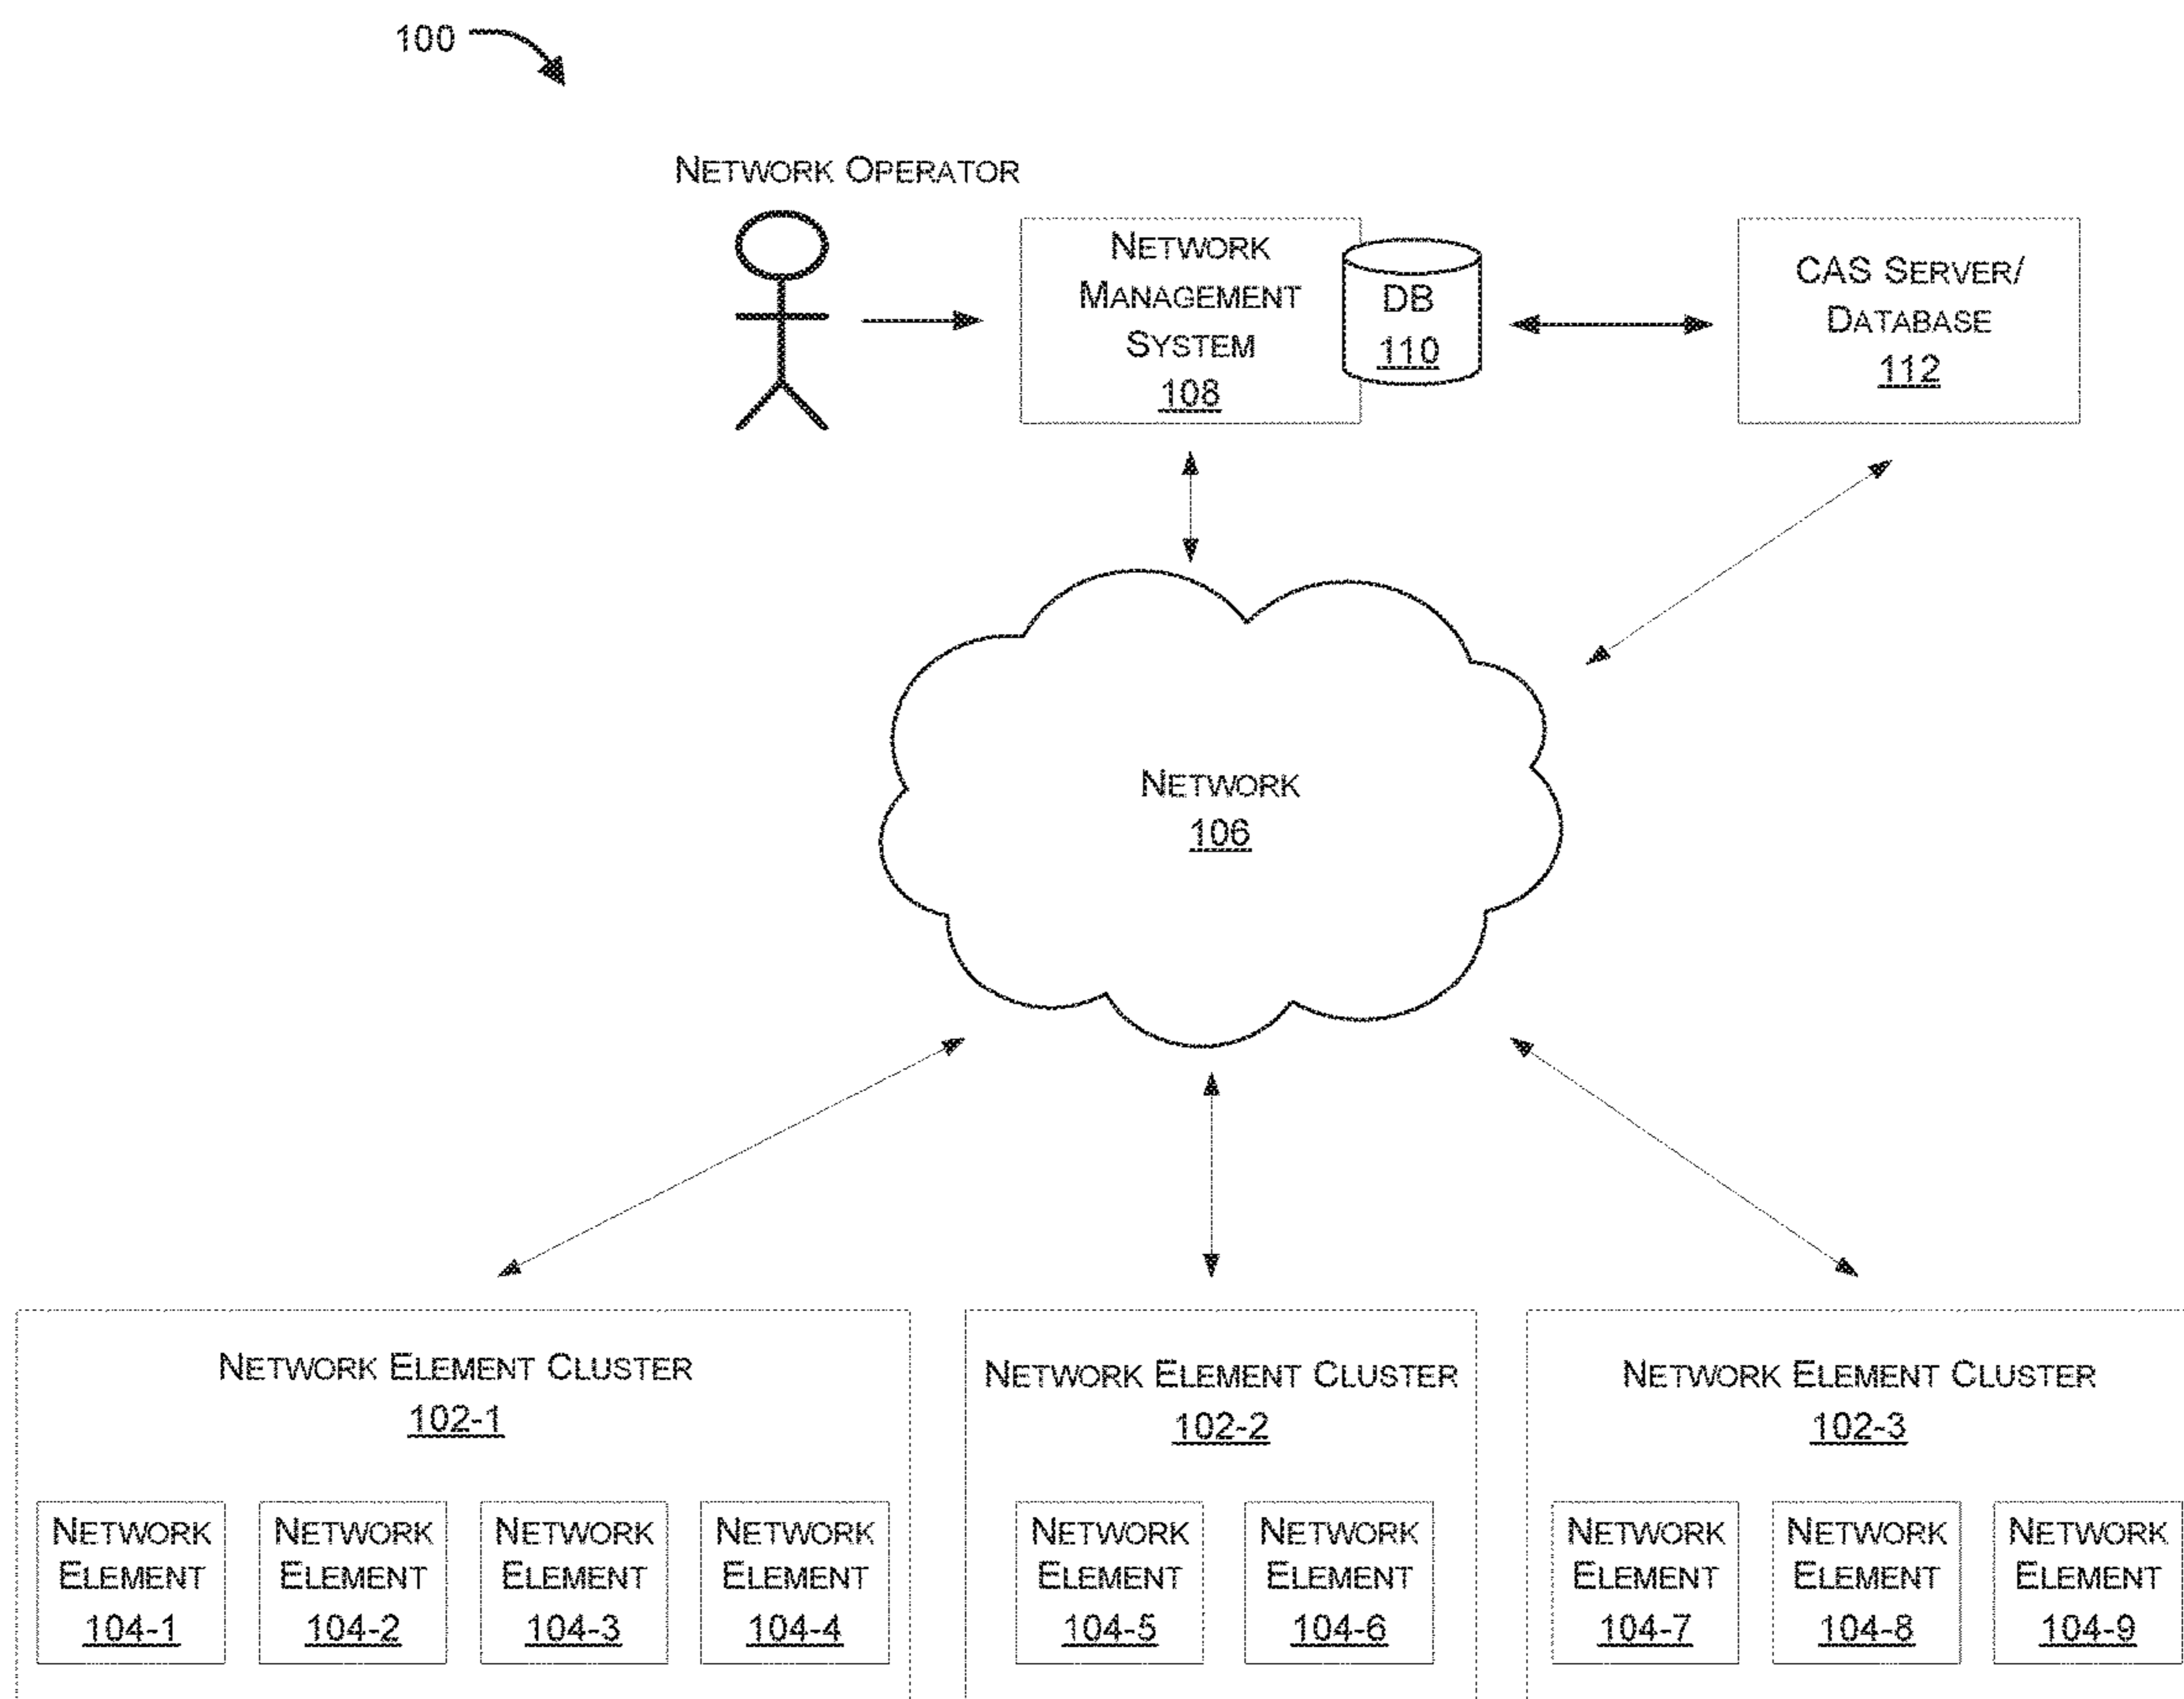 100
NETWORK OPERATOR
NETWORK
MANAGEMENT
SYSTEM
108
DB
110
CAS SERVER/
DATABASE
112
NETWORK
106
NETWORK ELEMENT CLUSTER
102-1
NETWORK
ELEMENT
104-1
NETWORK
ELEMENT
104-2
NETWORK
ELEMENT
104-3
NETWORK
ELEMENT
104-4
NETWORK ELEMENT CLUSTER
102-2
NETWORK
ELEMENT
104-5
NETWORK
ELEMENT
104-6
NETWORK ELEMENT CLUSTER
102-3
NETWORK
ELEMENT
104-7
NETWORK
ELEMENT
104-8
NETWORK
ELEMENT
104-9